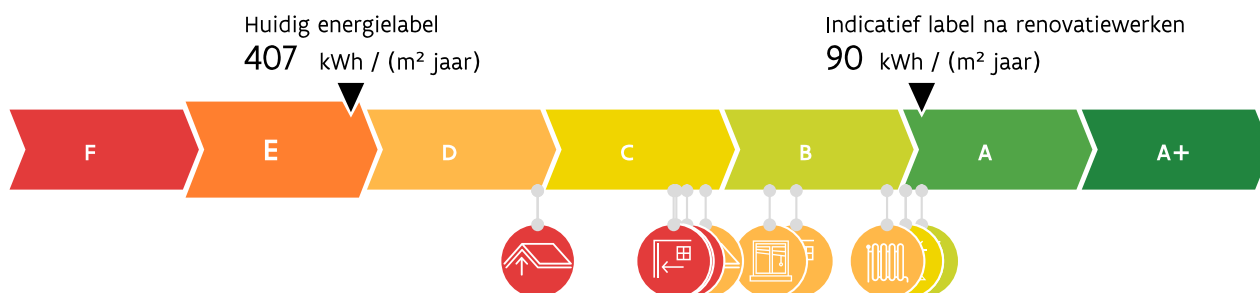 Huidig energielabel
407 kWh / (m² jaar)
Indicatief label na renovatiewerken
90 kWh / (m² jaar)
F E D C B A A+